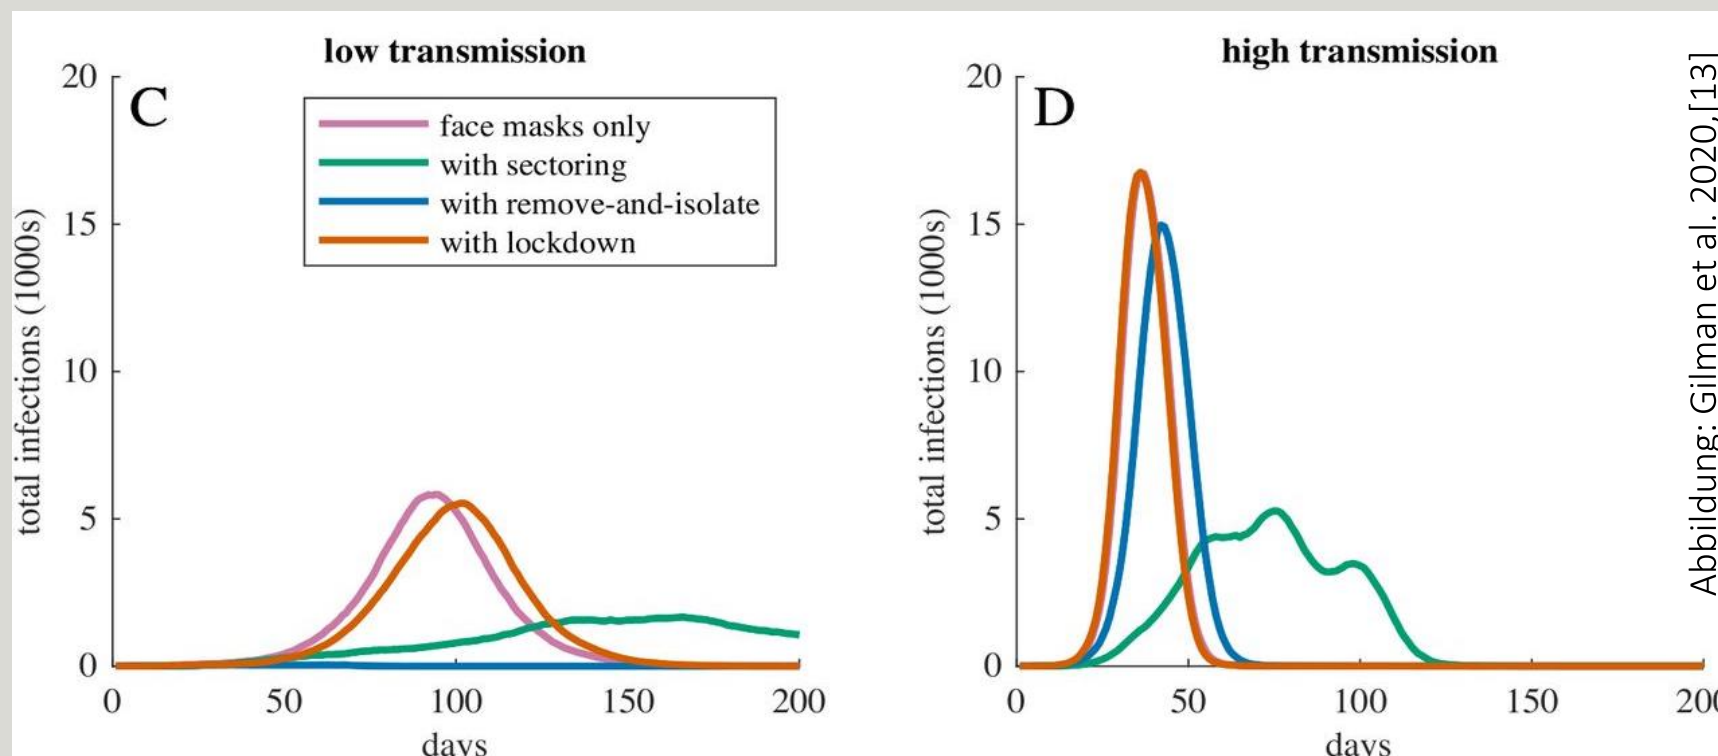 low transmission
C
20
15
10
5
0
total infections (1000s)
face masks only
with sectoring
with remove-and-isolate
with lockdown
0 50 100 150 200
days
high transmission
D
20
15
10
5
0
total infections (1000s)
0 50 100 150
days
Abbildung: Gilman et al. 2020,[13]